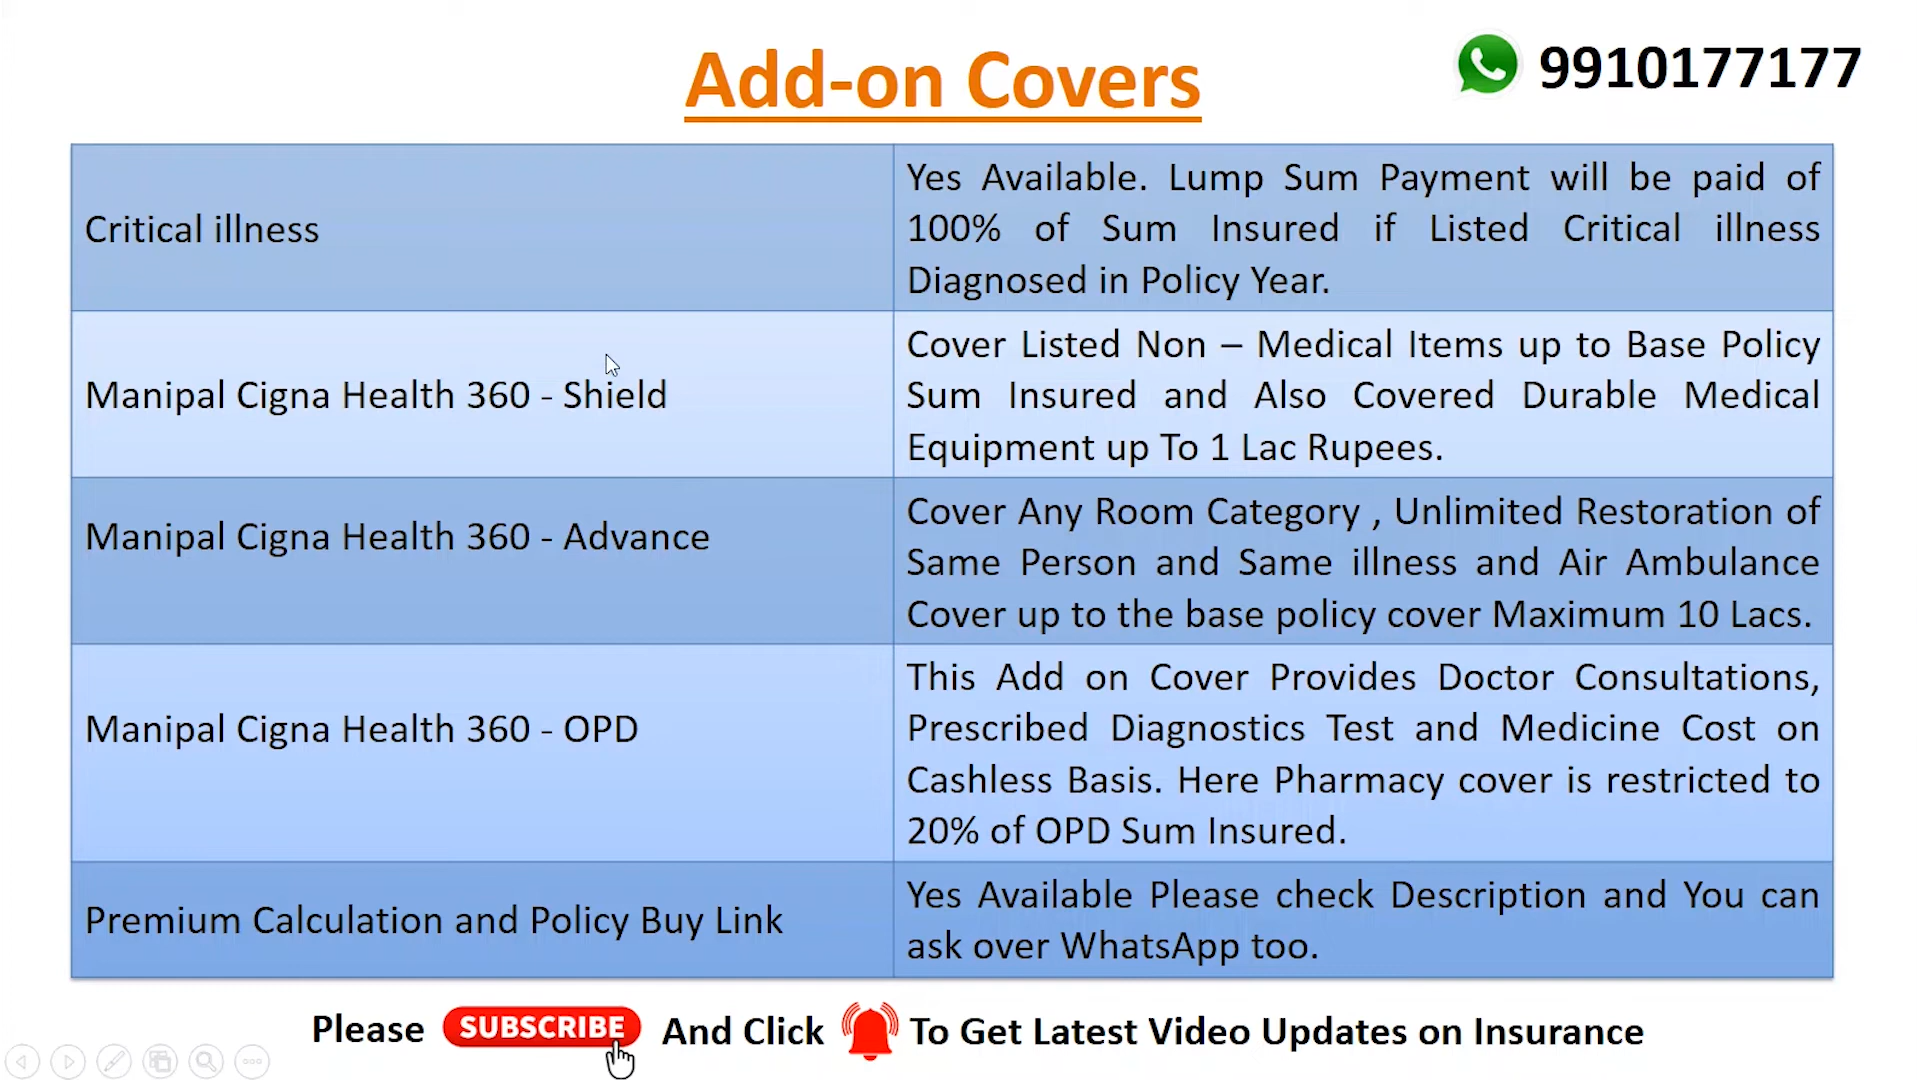 Add-on Covers
9910177177
Critical illness
Yes Available. Lump Sum Payment will be paid of
100% of Sum Insured if Listed Critical illness
Diagnosed in Policy Year.
Manipal Cigna Health 360 - Shield
Cover Listed Non – Medical Items up to Base Policy
Sum Insured and Also Covered Durable Medical
Equipment up To 1 Lac Rupees.
Manipal Cigna Health 360 - Advance
Cover Any Room Category , Unlimited Restoration of
Same Person and Same illness and Air Ambulance
Cover up to the base policy cover Maximum 10 Lacs.
Manipal Cigna Health 360 - OPD
This Add on Cover Provides Doctor Consultations,
Prescribed Diagnostics Test and Medicine Cost on
Cashless Basis. Here Pharmacy cover is restricted to
20% of OPD Sum Insured.
Premium Calculation and Policy Buy Link
Yes Available Please check Description and You can
ask over WhatsApp too.
Please SUBSCRIBE And Click To Get Latest Video Updates on Insurance